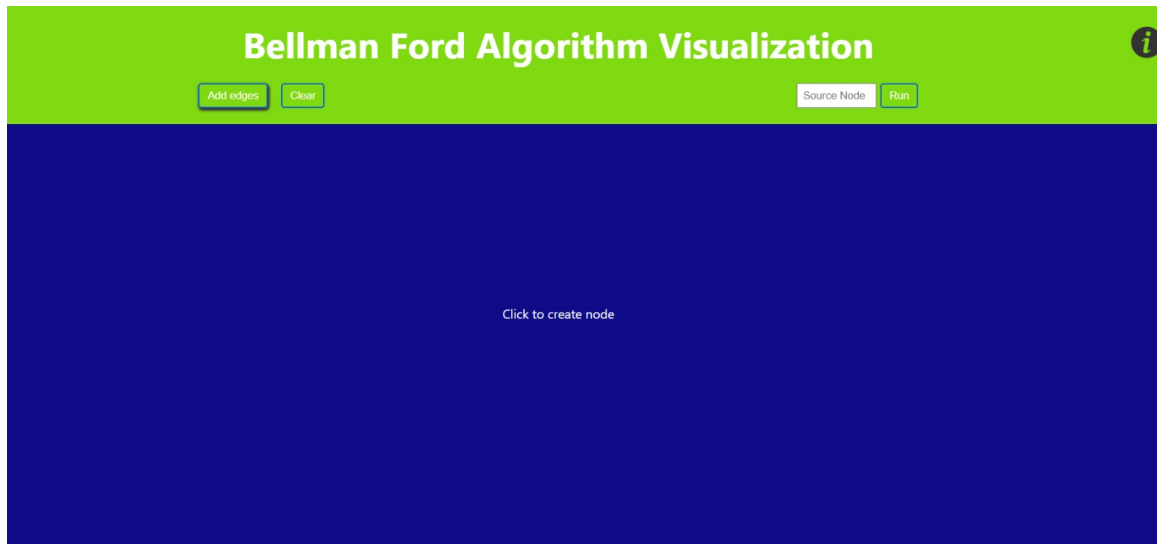 Bellman Ford Algorithm Visualization
i
Add edges Clear Source Node Run
Click to create node